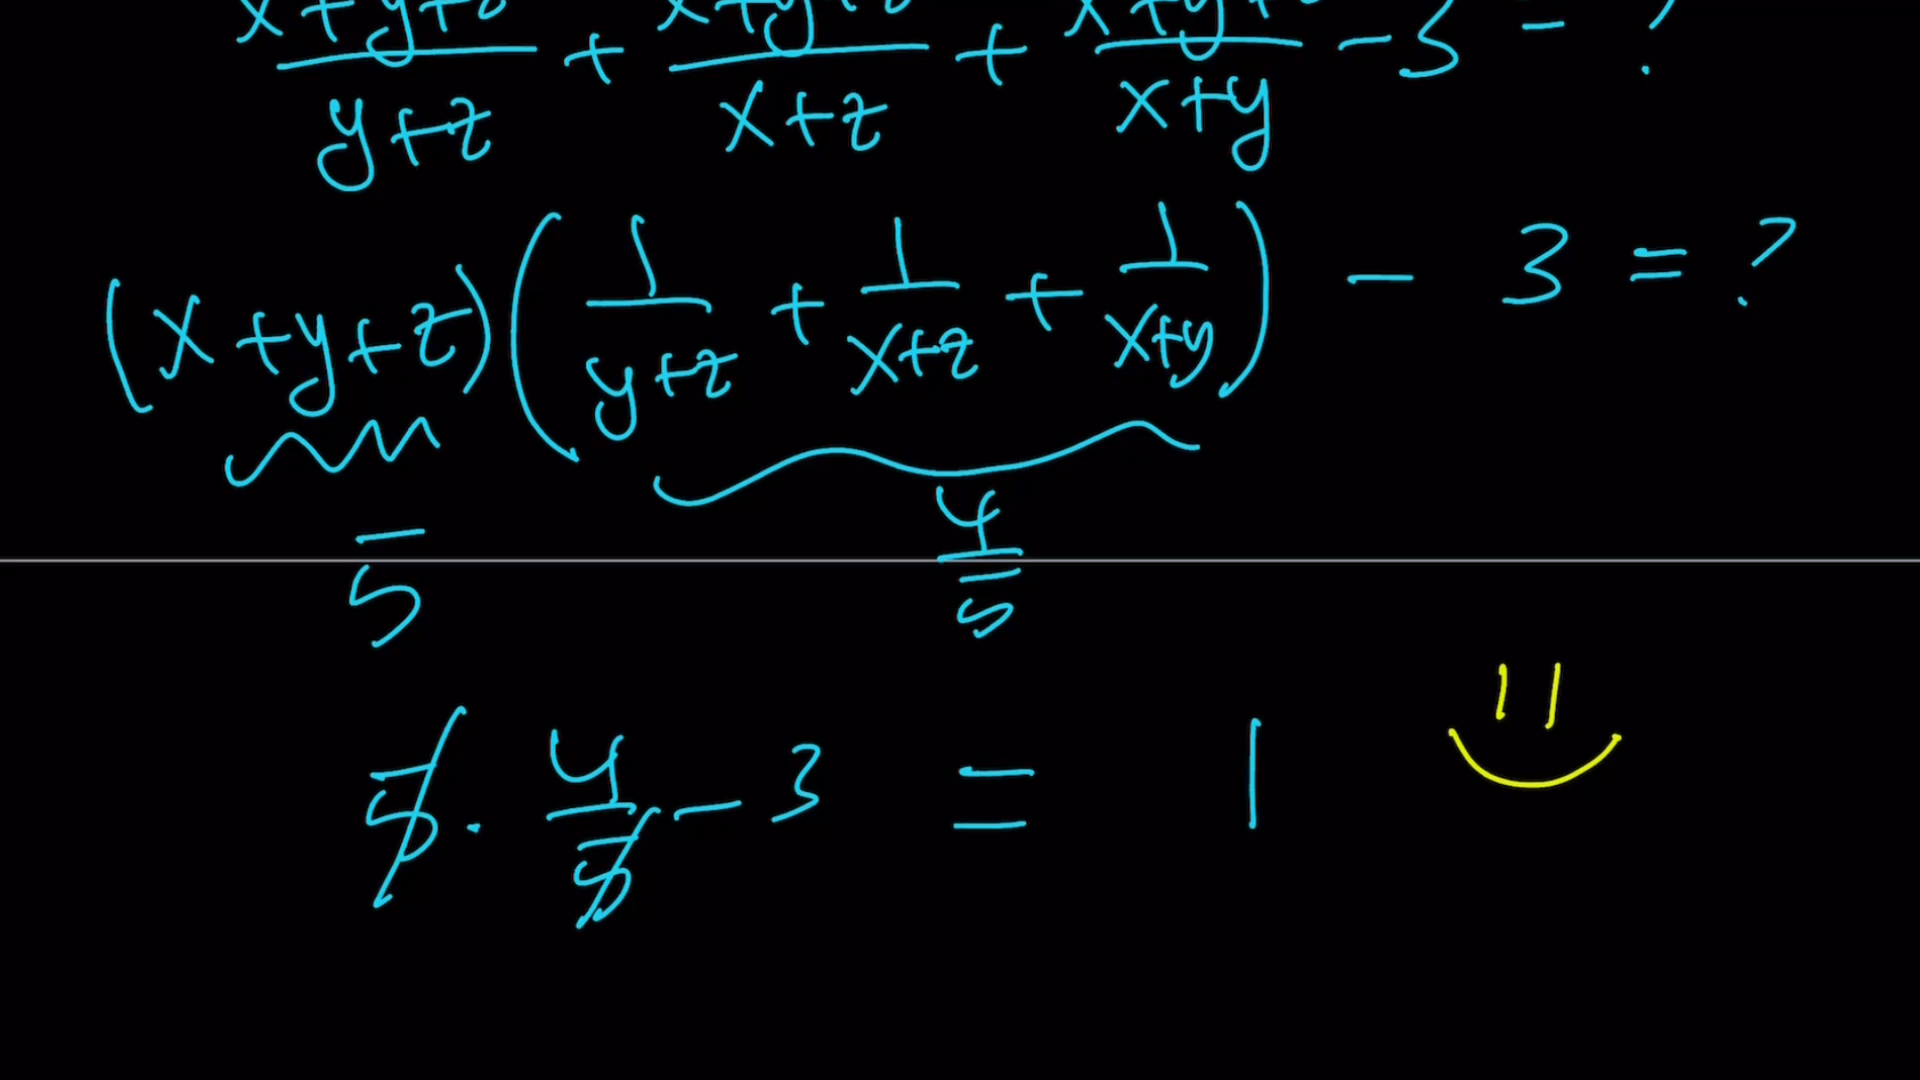 x+y+z/y+z + x+y+z/x+z + x+y+z/x+y - 3 = ?
(x+y+z)(1/y+z + 1/x+z + 1/x+y) - 3 = ?
5 4/5
5 · 4/5 - 3 = 1